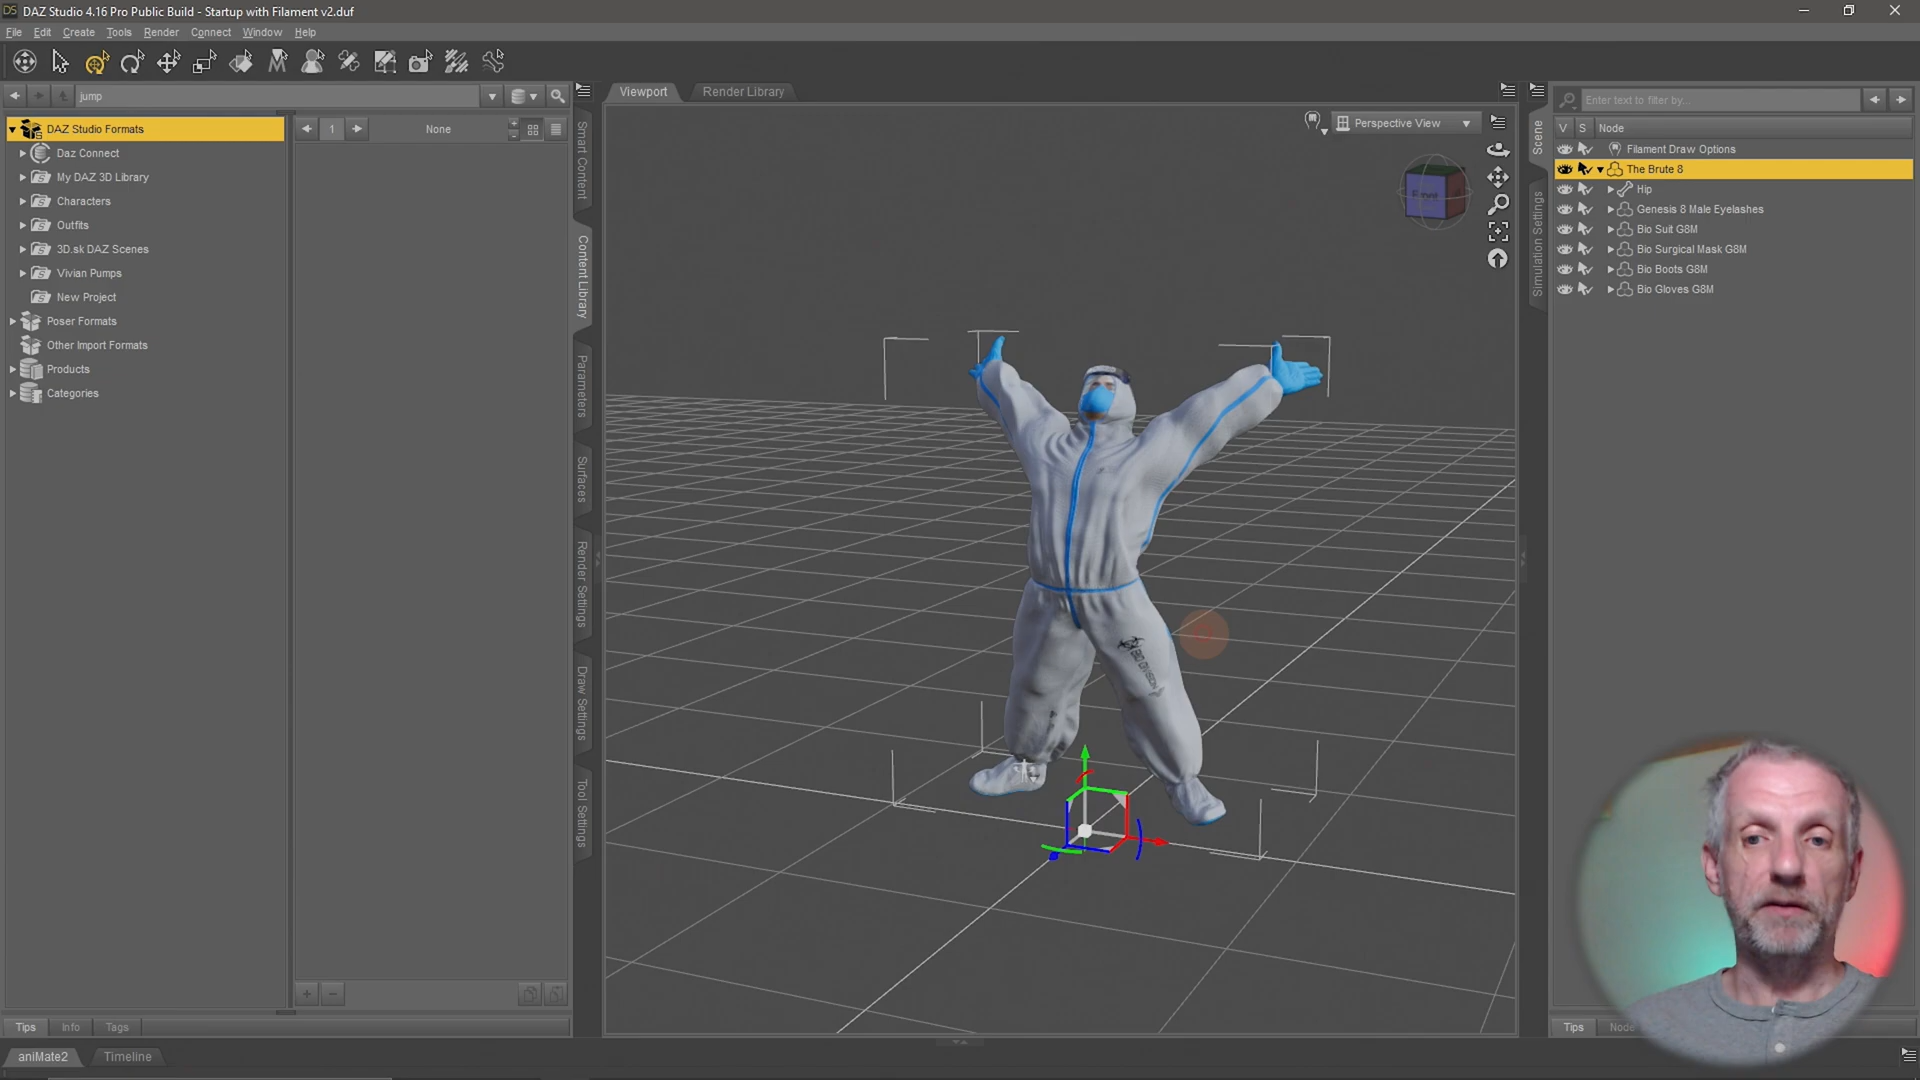 DAZ Studio 4.16 Pro Public Build - Startup with Filament v2.duf
File Edit Create Tools Render Connect Window Help
jump
DAZ Studio Formats
Daz Connect
My DAZ 3D Library
Characters
Outfits
3D.sk DAZ Scenes
Vivian Pumps
New Project
Poser Formats
Other Import Formats
Products
Categories
1
None
Smart Content
Content Library
Parameters
Surfaces
Render Settings
Draw Settings
Tool Settings
Viewport
Render Library
Perspective View
Front
BIO DIVISION
Scene
Simulation Settings
Enter text to filter by...
V S Node
Filament Draw Options
The Brute 8
Hip
Genesis 8 Male Eyelashes
Bio Suit G8M
Bio Surgical Mask G8M
Bio Boots G8M
Bio Gloves G8M
Tips Info Tags
Tips Node
aniMate2 Timeline